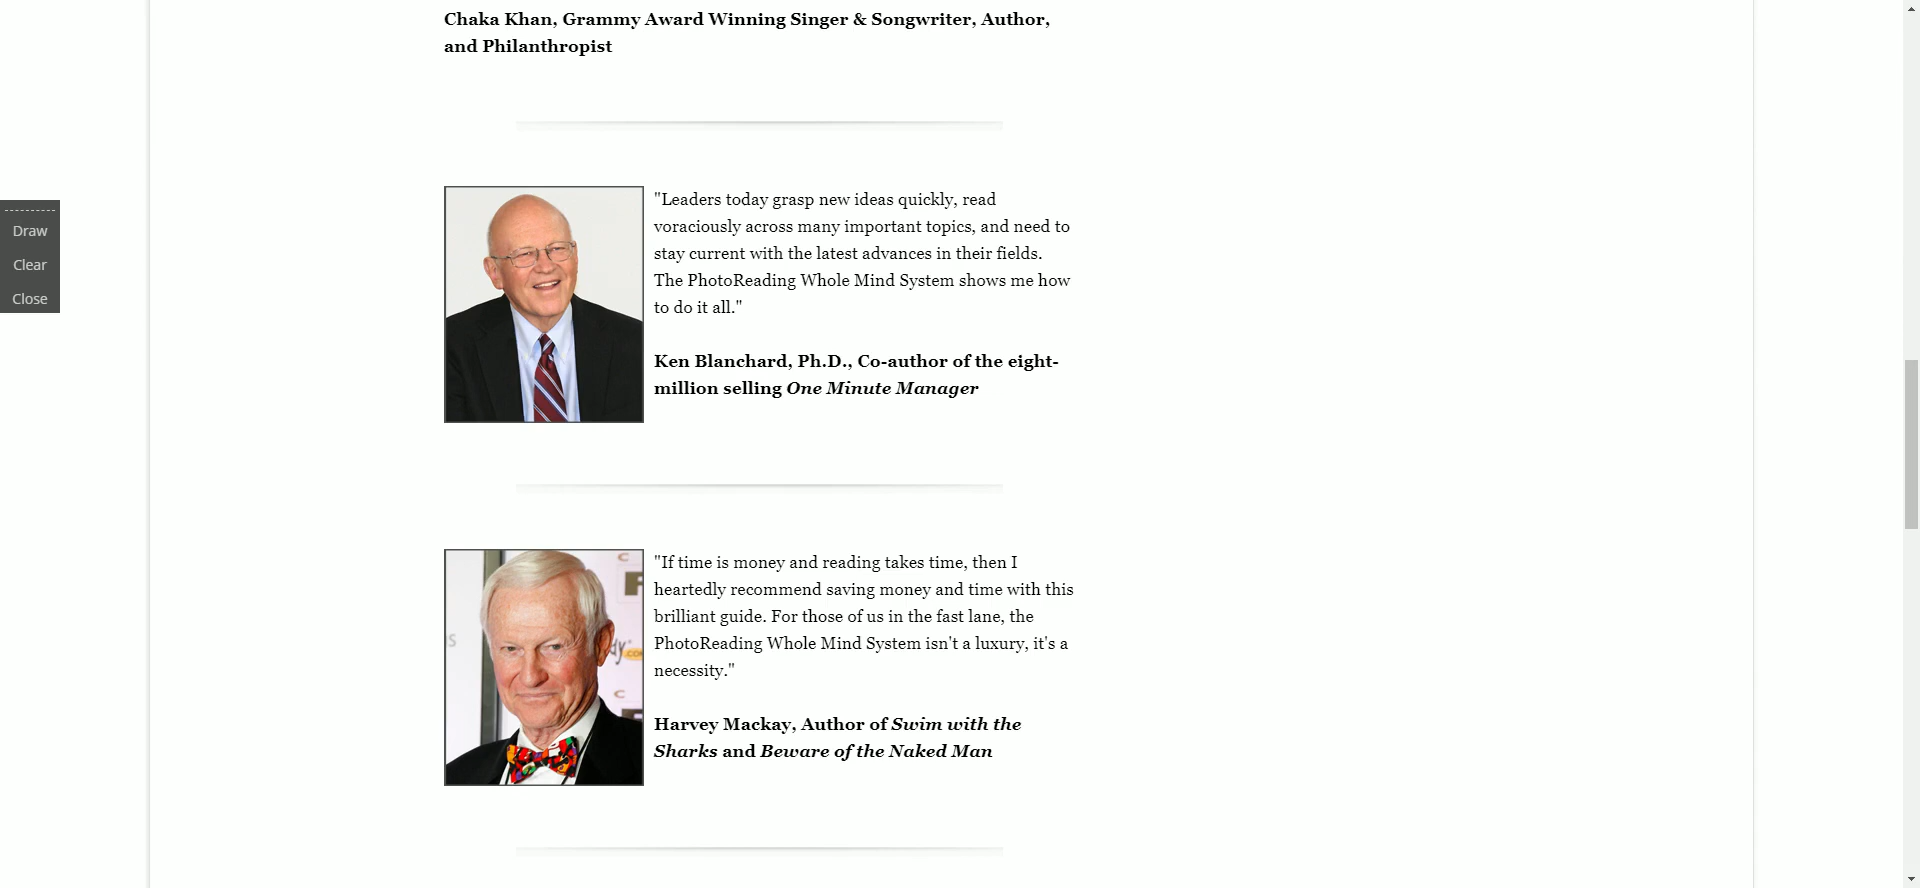 Chaka Khan, Grammy Award Winning Singer & Songwriter, Author,
and Philanthropist
Draw
Clear
Close
"Leaders today grasp new ideas quickly, read
voraciously across many important topics, and need to
stay current with the latest advances in their fields.
The PhotoReading Whole Mind System shows me how
to do it all."
Ken Blanchard, Ph.D., Co-author of the eight-
million selling One Minute Manager
"If time is money and reading takes time, then I
heartedly recommend saving money and time with this
brilliant guide. For those of us in the fast lane, the
PhotoReading Whole Mind System isn't a luxury, it's a
necessity."
Harvey Mackay, Author of Swim with the
Sharks and Beware of the Naked Man